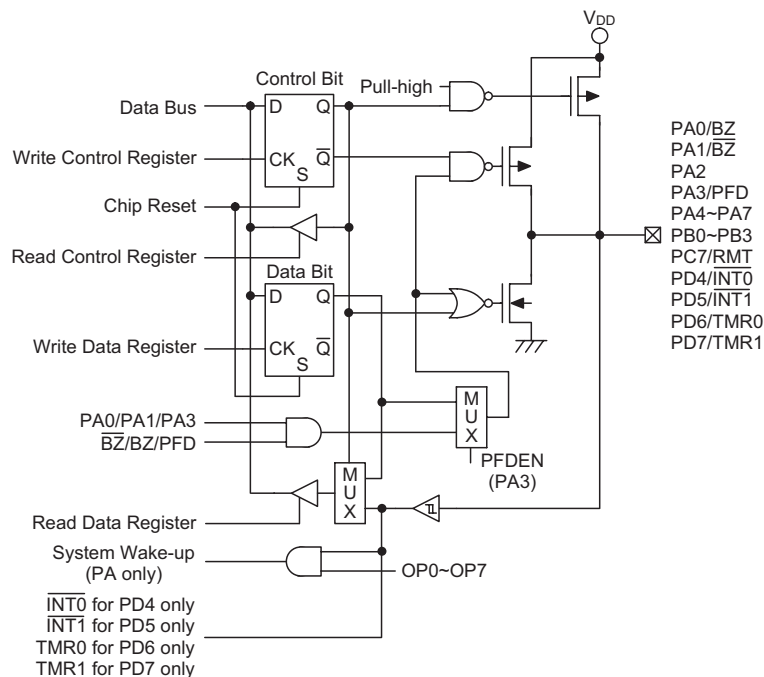 V_DD
Control Bit
Pull-high
Data Bus
D
Q
Write Control Register
CK
Q̅
S
Chip Reset
Read Control Register
Data Bit
D
Q
Write Data Register
CK
Q̅
S
PA0/PA1/PA3
B̅Z̅/BZ/PFD
M
U
X
PFDEN
(PA3)
M
U
X
Read Data Register
System Wake-up
(PA only)
OP0~OP7
I̅N̅T̅0̅ for PD4 only
I̅N̅T̅1̅ for PD5 only
TMR0 for PD6 only
TMR1 for PD7 only
PA0/BZ
PA1/B̅Z̅
PA2
PA3/PFD
PA4~PA7
PB0~PB3
PC7/RMT
PD4/I̅N̅T̅0̅
PD5/I̅N̅T̅1̅
PD6/TMR0
PD7/TMR1